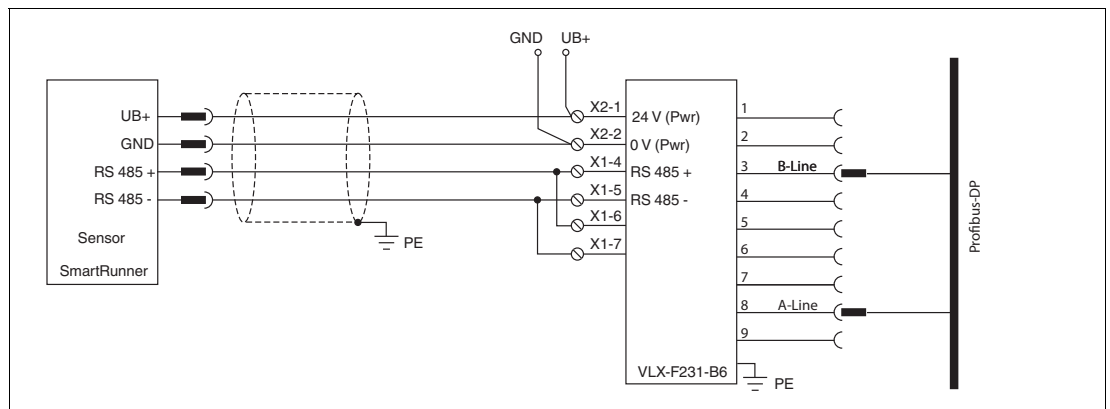 GND UB+
UB+
GND
RS 485 +
RS 485 -
Sensor
SmartRunner
PE
X2-1
X2-2
X1-4
X1-5
X1-6
X1-7
24 V (Pwr)
0 V (Pwr)
RS 485 +
RS 485 -
VLX-F231-B6
1
2
3 B-Line
4
5
6
7
8 A-Line
9
PE
Profibus-DP